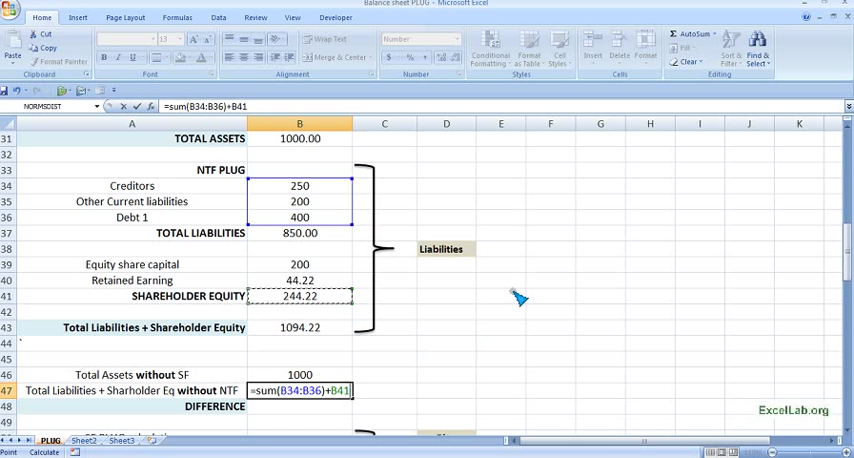 Balance sheet PLUG - Microsoft Excel
Home Insert Page Layout Formulas Data Review View Developer
Cut
Copy
Format Painter
Paste
Clipboard
13
B I U
Font
Wrap Text
Merge & Center
Alignment
Number
$ % ,
Number
Conditional Formatting
Format as Table
Cell Styles
Styles
Insert Delete Format
Cells
Σ AutoSum
Fill
Clear
Sort & Filter
Find & Select
Editing
NORMSDIST fx =sum(B34:B36)+B41
A B C D E F G H I J K
31 TOTAL ASSETS 1000.00
32
33 NTF PLUG
34 Creditors 250
35 Other Current liabilities 200
36 Debt 1 400
37 TOTAL LIABILITIES 850.00
38 Liabilities
39 Equity share capital 200
40 Retained Earning 44.22
41 SHAREHOLDER EQUITY 244.22
42
43 Total Liabilities + Shareholder Equity 1094.22
44 `
45
46 Total Assets without SF 1000
47 Total Liabilities + Sharholder Eq without NTF =sum(B34:B36)+B41
48 DIFFERENCE
49
ExcelLab.org
PLUG Sheet2 Sheet3
Point Calculate